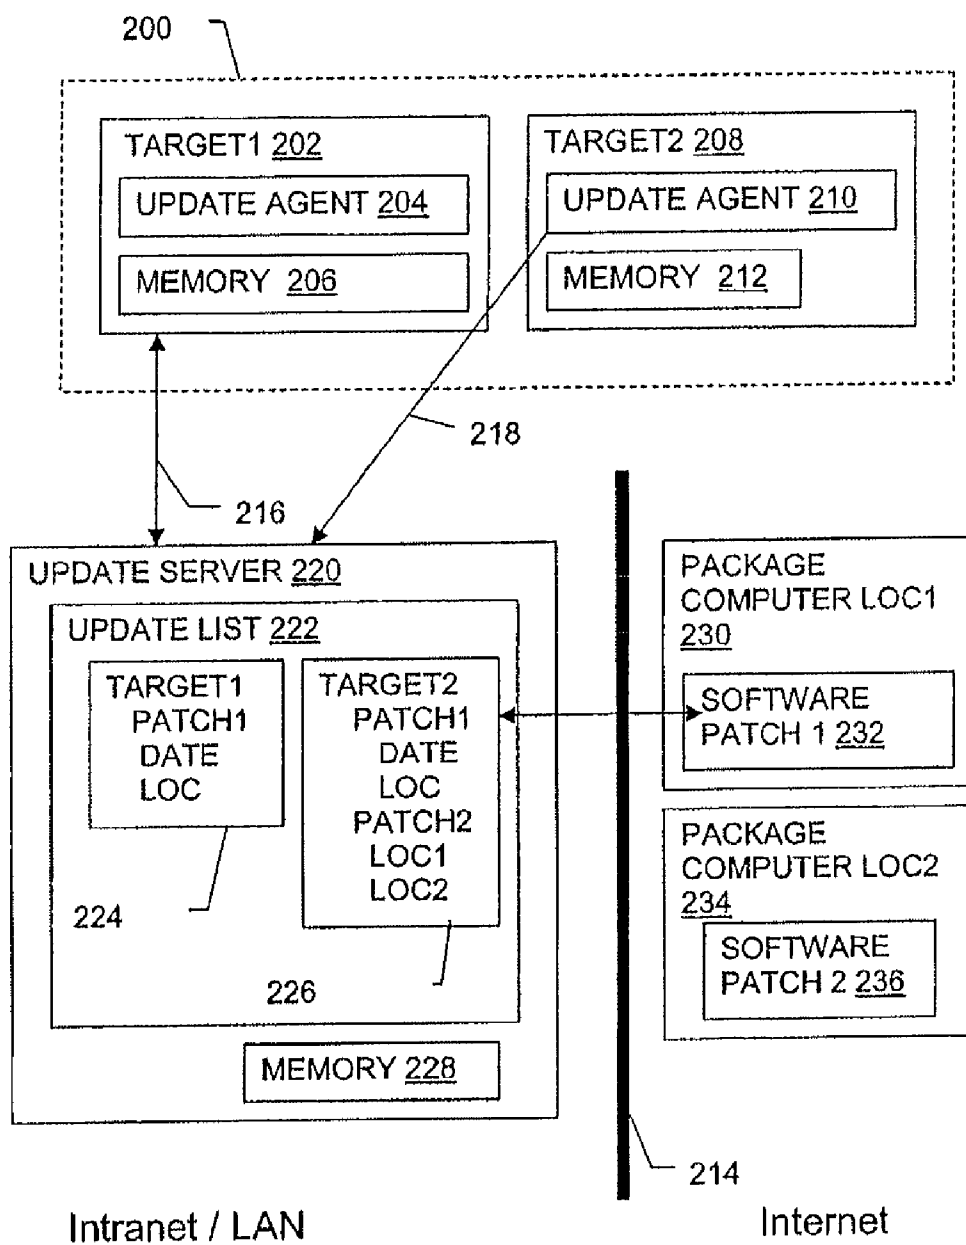 200
TARGET1 202
UPDATE AGENT 204
MEMORY 206
TARGET2 208
UPDATE AGENT 210
MEMORY 212
218
216
UPDATE SERVER 220
UPDATE LIST 222
TARGET1
PATCH1
DATE
LOC
224
TARGET2
PATCH1
DATE
LOC
PATCH2
LOC1
LOC2
226
MEMORY 228
PACKAGE
COMPUTER LOC1
230
SOFTWARE
PATCH 1 232
PACKAGE
COMPUTER LOC2
234
SOFTWARE
PATCH 2 236
214
Intranet / LAN
Internet